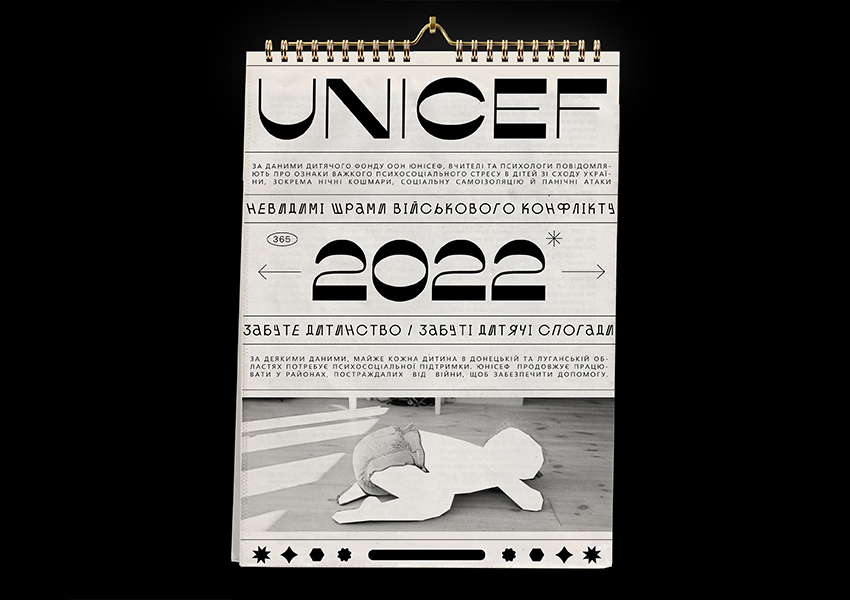 UNICEF
ЗА ДАНИМИ ДИТЯЧОГО ФОНДУ ООН ЮНІСЕФ, ВЧИТЕЛІ ТА ПСИХОЛОГИ ПОВІДОМЛЯ-
ЮТЬ ПРО ОЗНАКИ ВАЖКОГО ПСИХОСОЦІАЛЬНОГО СТРЕСУ В ДІТЕЙ ЗІ СХОДУ УКРАЇ-
НИ, ЗОКРЕМА НІЧНІ КОШМАРИ, СОЦІАЛЬНУ САМОІЗОЛЯЦІЮ Й ПАНІЧНІ АТАКИ
НЕВИДИМІ ШРАМИ ВІЙСЬКОВОГО КОНФЛІКТУ
365
2022*
ЗАБУТЕ ДИТИНСТВО / ЗАБУТІ ДИТЯЧІ СПОГАДИ
ЗА ДЕЯКИМИ ДАНИМИ, МАЙЖЕ КОЖНА ДИТИНА В ДОНЕЦЬКІЙ ТА ЛУГАНСЬКІЙ ОБ-
ЛАСТЯХ ПОТРЕБУЄ ПСИХОСОЦІАЛЬНОЇ ПІДТРИМКИ. ЮНІСЕФ ПРОДОВЖУЄ ПРАЦЮ-
ВАТИ У РАЙОНАХ, ПОСТРАЖДАЛИХ ВІД ВІЙНИ, ЩОБ ЗАБЕЗПЕЧИТИ ДОПОМОГУ.